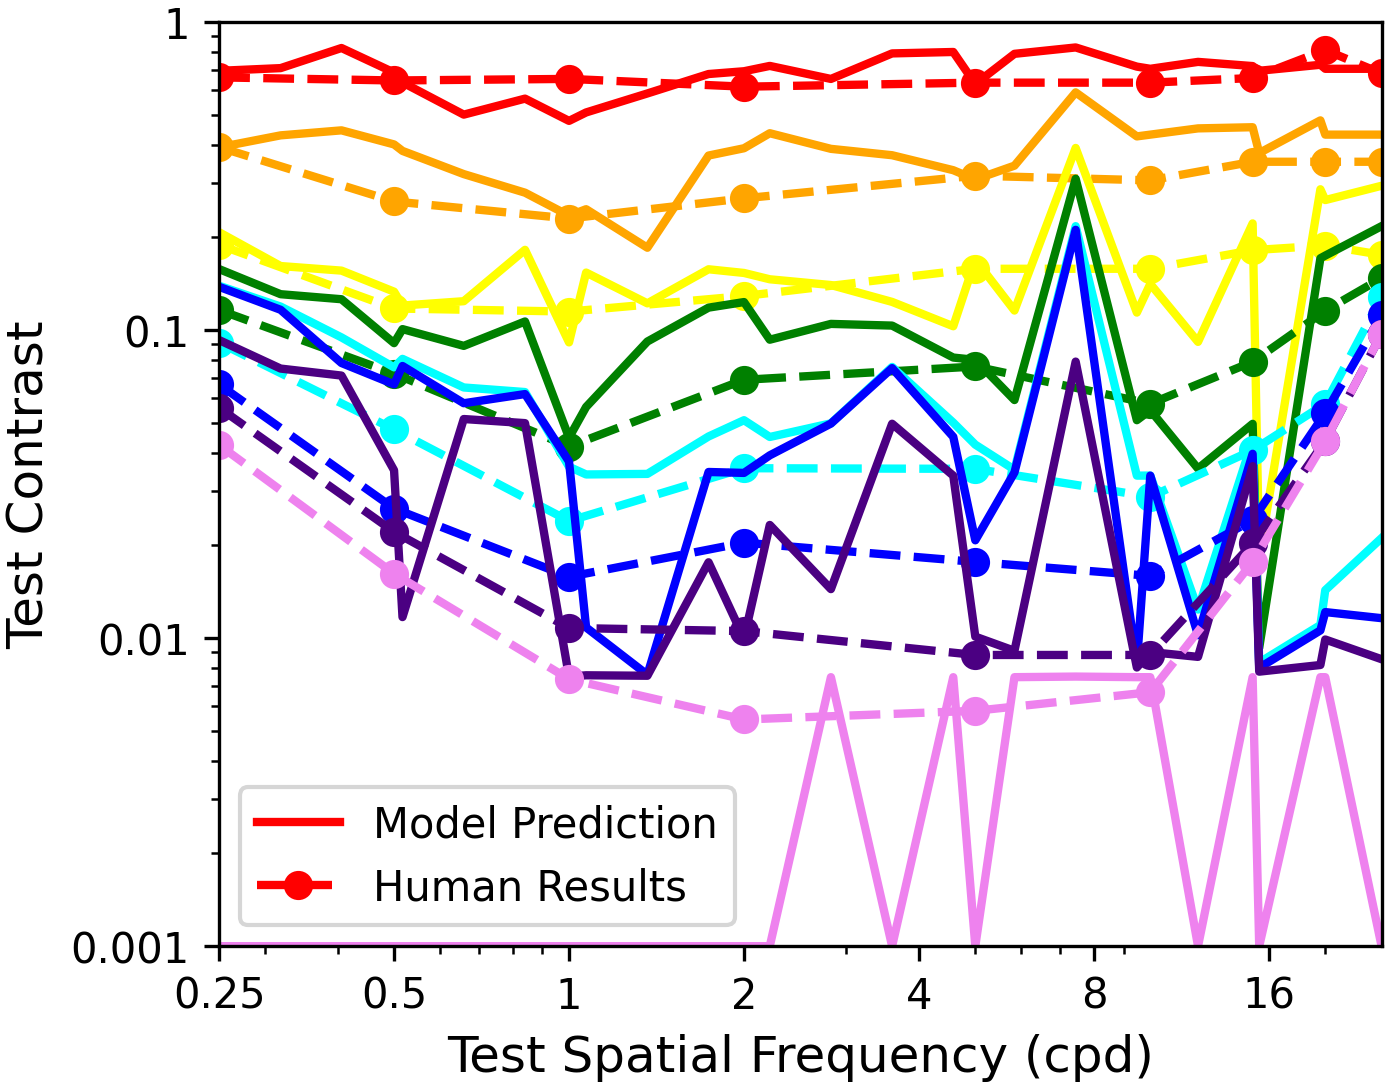 1
0.1
0.01
0.001
Test Contrast
Model Prediction
Human Results
0.25 0.5 1 2 4 8 16
Test Spatial Frequency (cpd)